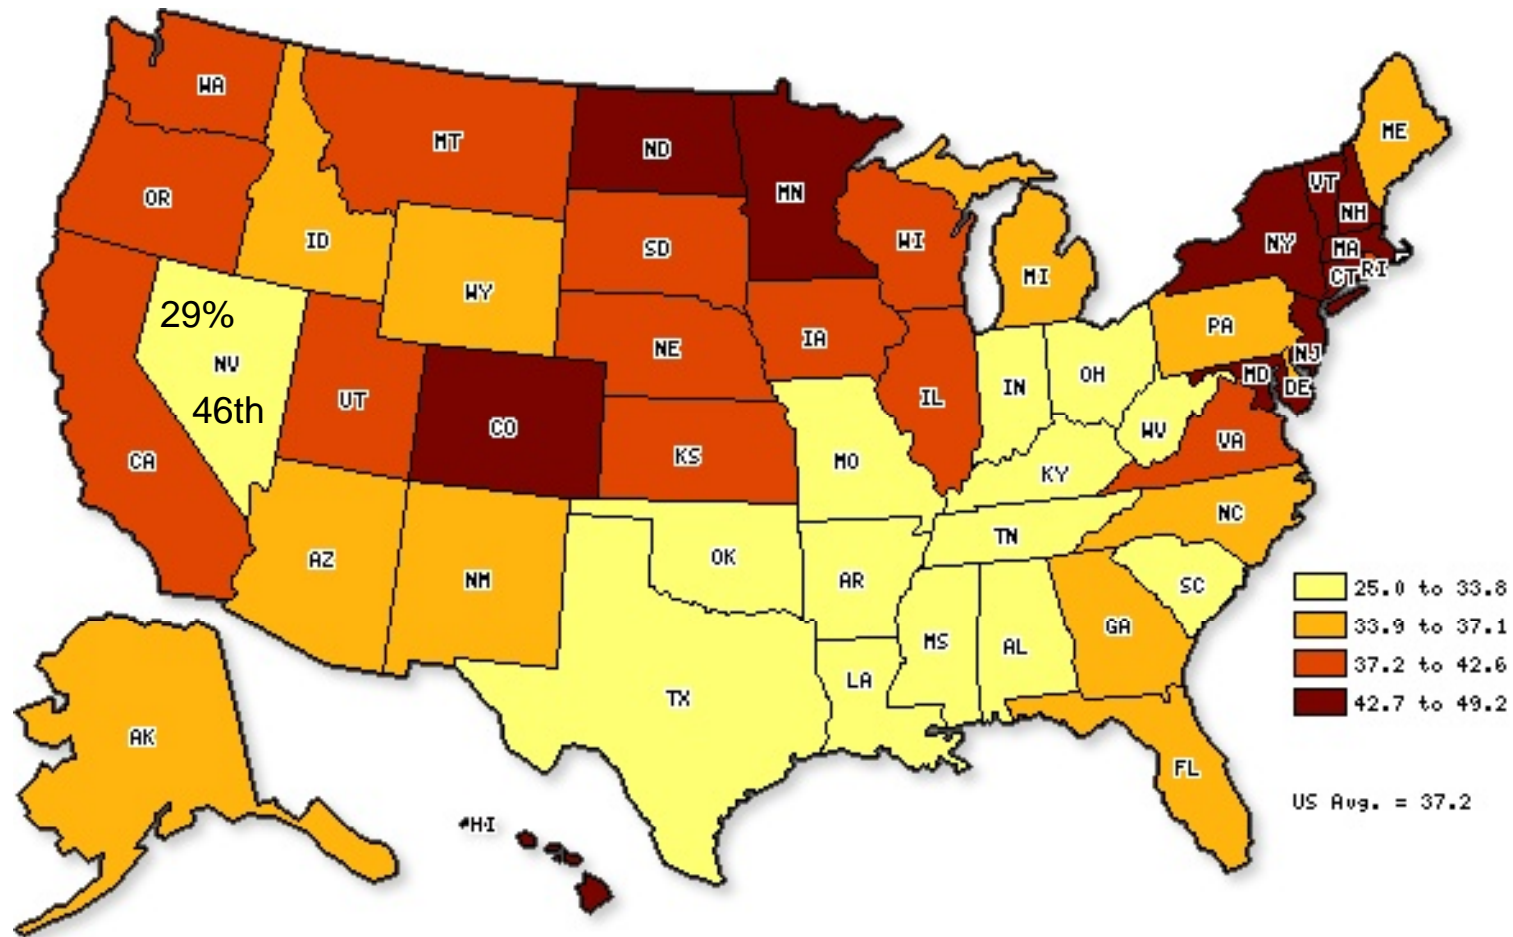 WA
MT
ND
MN
ME
OR
ID
SD
WI
VT
NH
NY
MA
RI
CT
WY
MI
29%
NV
46th
NE
IA
PA
NJ
MD
DE
UT
CO
KS
MO
IL
IN
OH
WV
VA
KY
CA
AZ
NM
OK
AR
TN
NC
SC
MS
AL
GA
LA
TX
FL
AK
HI
25.0 to 33.8
33.9 to 37.1
37.2 to 42.6
42.7 to 49.2
US Avg. = 37.2